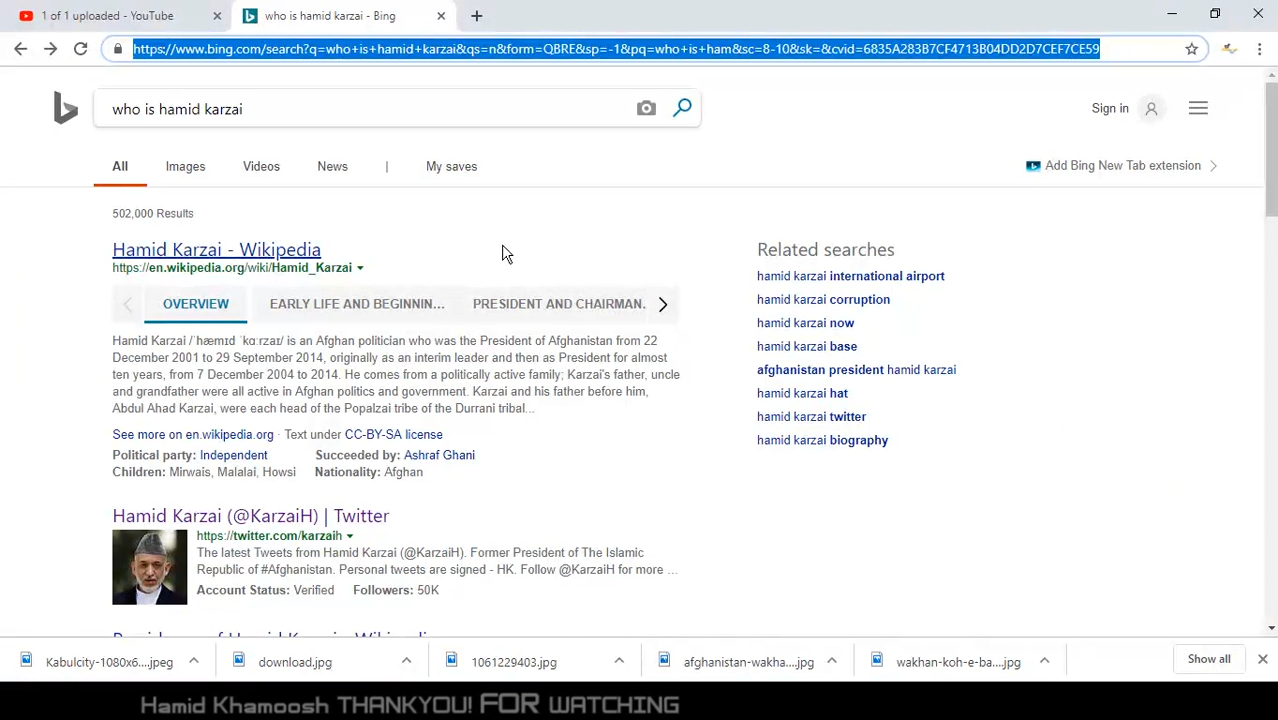 1 of 1 uploaded - YouTube
who is hamid karzai - Bing
https://www.bing.com/search?q=who+is+hamid+karzai&qs=n&form=QBRE&sp=-1&pq=who+is+ham&sc=8-10&sk=&cvid=6835A283B7CF4713B04DD2D7CEF7CE59
who is hamid karzai
Sign in
All Images Videos News | My saves
Add Bing New Tab extension
502,000 Results
Hamid Karzai - Wikipedia
https://en.wikipedia.org/wiki/Hamid_Karzai
OVERVIEW EARLY LIFE AND BEGINNIN... PRESIDENT AND CHAIRMAN.
Hamid Karzai /ˈhæmɪd ˈkɑːrzaɪ/ is an Afghan politician who was the President of Afghanistan from 22
December 2001 to 29 September 2014, originally as an interim leader and then as President for almost
ten years, from 7 December 2004 to 2014. He comes from a politically active family; Karzai's father, uncle
and grandfather were all active in Afghan politics and government. Karzai and his father before him,
Abdul Ahad Karzai, were each head of the Popalzai tribe of the Durrani tribal...
See more on en.wikipedia.org · Text under CC-BY-SA license
Political party: Independent Succeeded by: Ashraf Ghani
Children: Mirwais, Malalai, Howsi Nationality: Afghan
Hamid Karzai (@KarzaiH) | Twitter
https://twitter.com/karzaih
The latest Tweets from Hamid Karzai (@KarzaiH). Former President of The Islamic
Republic of #Afghanistan. Personal tweets are signed - HK. Follow @KarzaiH for more ...
Account Status: Verified Followers: 50K
Related searches
hamid karzai international airport
hamid karzai corruption
hamid karzai now
hamid karzai base
afghanistan president hamid karzai
hamid karzai hat
hamid karzai twitter
hamid karzai biography
Kabulcity-1080x6....jpeg
download.jpg
1061229403.jpg
afghanistan-wakha....jpg
wakhan-koh-e-ba....jpg
Show all
Hamid Khamoosh THANKYOU! FOR WATCHING